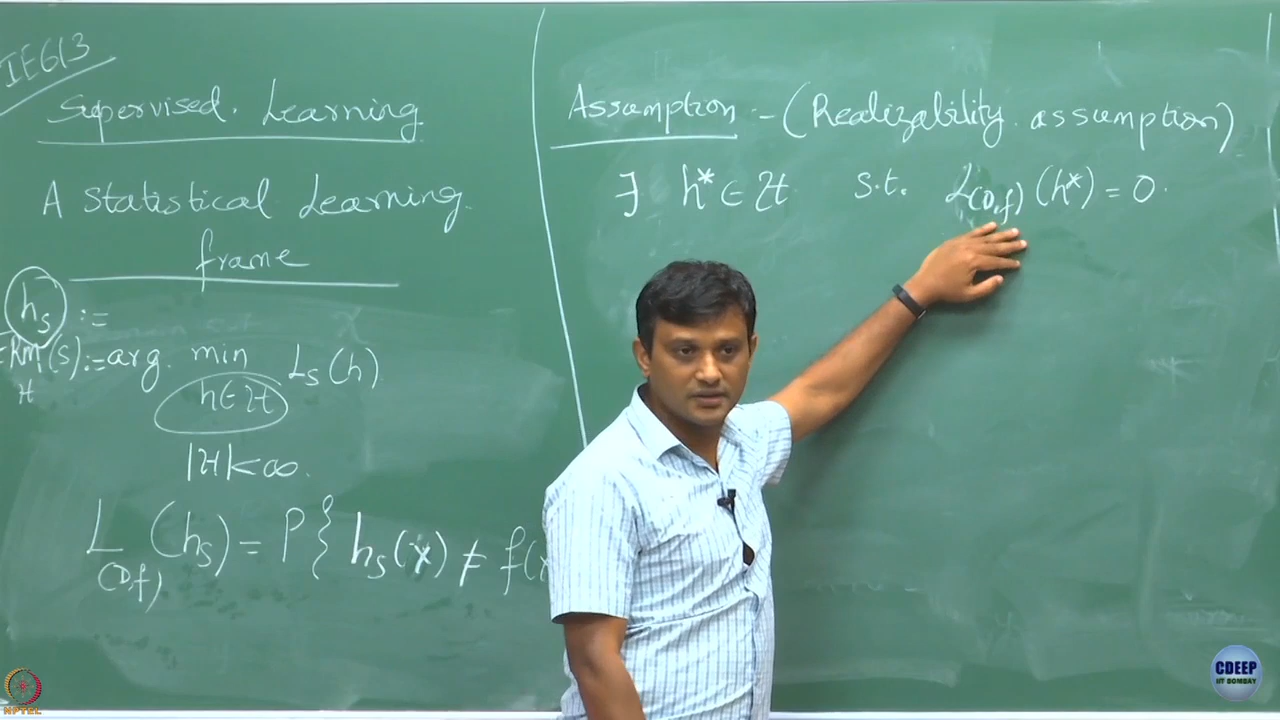 IE613
Supervised. Learning
A statistical Learning
frame
h_s :=
ERM_H (S) := arg. min L_S (h)
h ∈ H
|H| < ∞.
L_(D,f) (h_s) = P{ h_s(x) ≠ f(x
Assumption - (Realizability assumption)
∃ h* ∈ H s.t. L_(D,f) (h*) = 0.
NPTEL
CDEEP
IIT BOMBAY